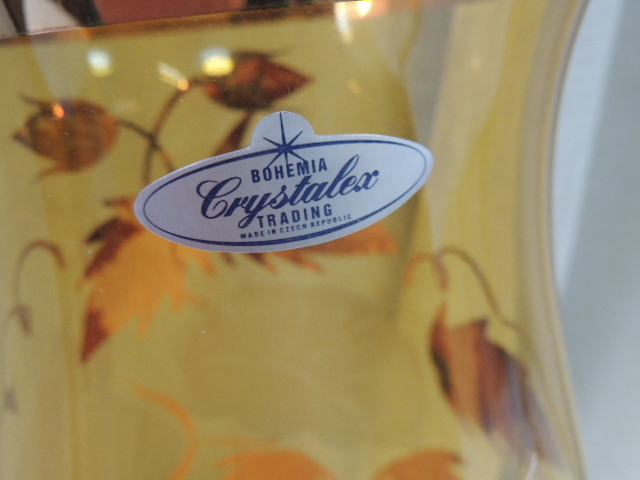 BOHEMIA
Crystalex
TRADING
MADE IN CZECH REPUBLIC